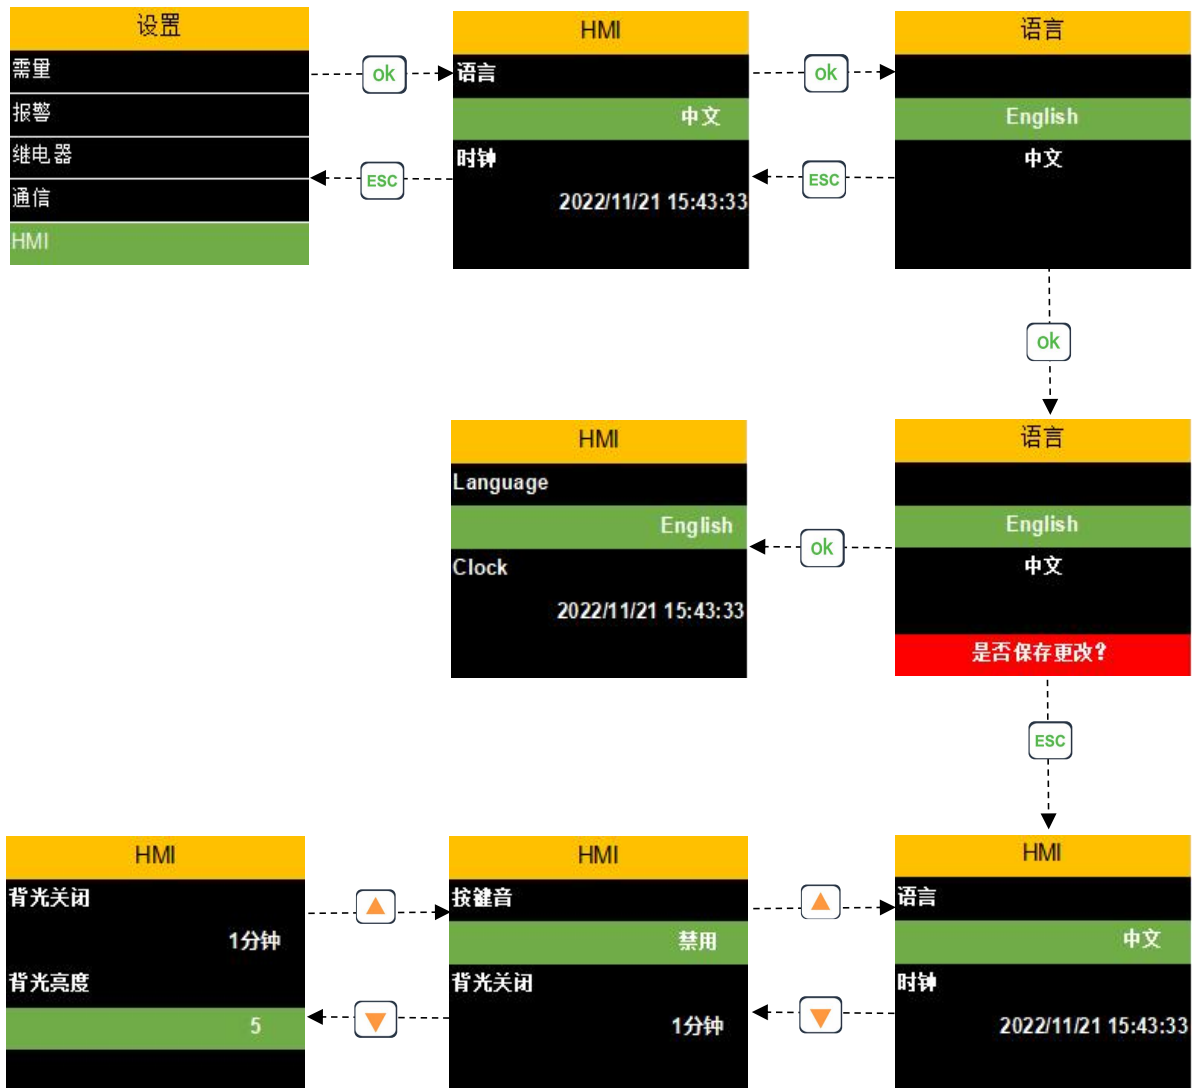 设置
需量
报警
继电器
通信
HMI
ok
ESC
HMI
语言
中文
时钟
2022/11/21 15:43:33
ok
ESC
语言
English
中文
ok
HMI
Language
English
Clock
2022/11/21 15:43:33
ok
语言
English
中文
是否保存更改?
ESC
HMI
背光关闭
1分钟
背光亮度
5
HMI
按键音
禁用
背光关闭
1分钟
HMI
语言
中文
时钟
2022/11/21 15:43:33